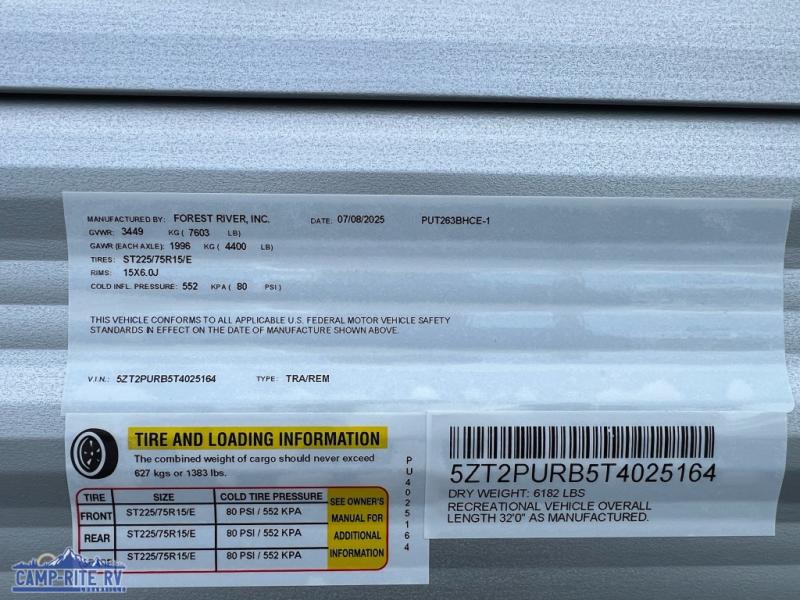 MANUFACTURED BY: FOREST RIVER, INC. DATE: 07/08/2025 PUT263BHCE-1
GVWR: 3449 KG ( 7603 LB)
GAWR (EACH AXLE): 1996 KG ( 4400 LB)
TIRES: ST225/75R15/E
RIMS: 15X6.0J
COLD INFL. PRESSURE: 552 KPA ( 80 PSI)
THIS VEHICLE CONFORMS TO ALL APPLICABLE U.S. FEDERAL MOTOR VEHICLE SAFETY
STANDARDS IN EFFECT ON THE DATE OF MANUFACTURE SHOWN ABOVE.
V.I.N.: 5ZT2PURB5T4025164 TYPE: TRA/REM
TIRE AND LOADING INFORMATION
The combined weight of cargo should never exceed
627 kgs or 1383 lbs.
TIRE SIZE COLD TIRE PRESSURE
FRONT ST225/75R15/E 80 PSI / 552 KPA
REAR ST225/75R15/E 80 PSI / 552 KPA
ST225/75R15/E 80 PSI / 552 KPA
SEE OWNER'S
MANUAL FOR
ADDITIONAL
INFORMATION
PU4025164
5ZT2PURB5T4025164
DRY WEIGHT: 6182 LBS
RECREATIONAL VEHICLE OVERALL
LENGTH 32'0" AS MANUFACTURED.
CAMP-RITE RV